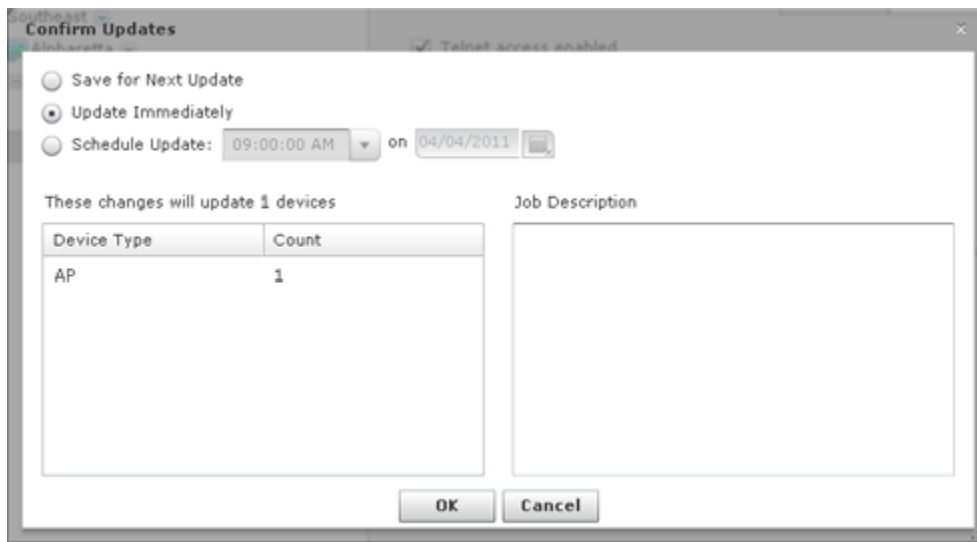 Southeast
Confirm Updates
Alpharetta
Telnet access enabled
Save for Next Update
Update Immediately
Schedule Update: 09:00:00 AM on 04/04/2011
These changes will update 1 devices
Job Description
Device Type Count
AP 1
OK Cancel